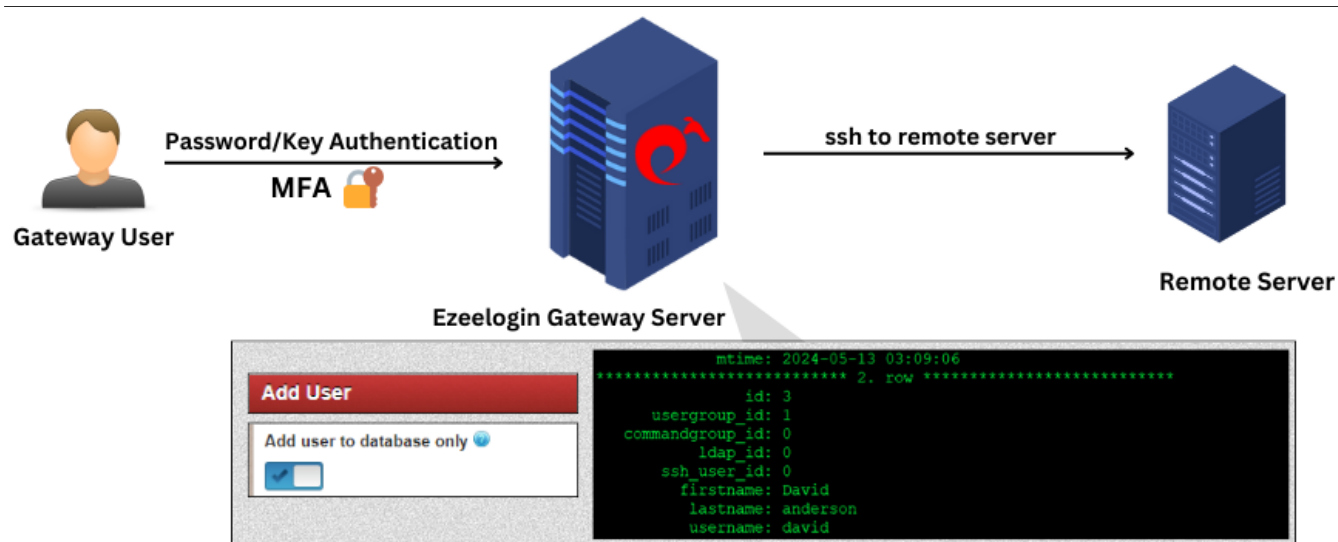 Password/Key Authentication
MFA
ssh to remote server
Gateway User
Remote Server
Ezeelogin Gateway Server
Add User
Add user to database only
mtime: 2024-05-13 03:09:06
*************************** 2. row ***************************
id: 3
usergroup_id: 1
commandgroup_id: 0
ldap_id: 0
ssh_user_id: 0
firstname: David
lastname: anderson
username: david